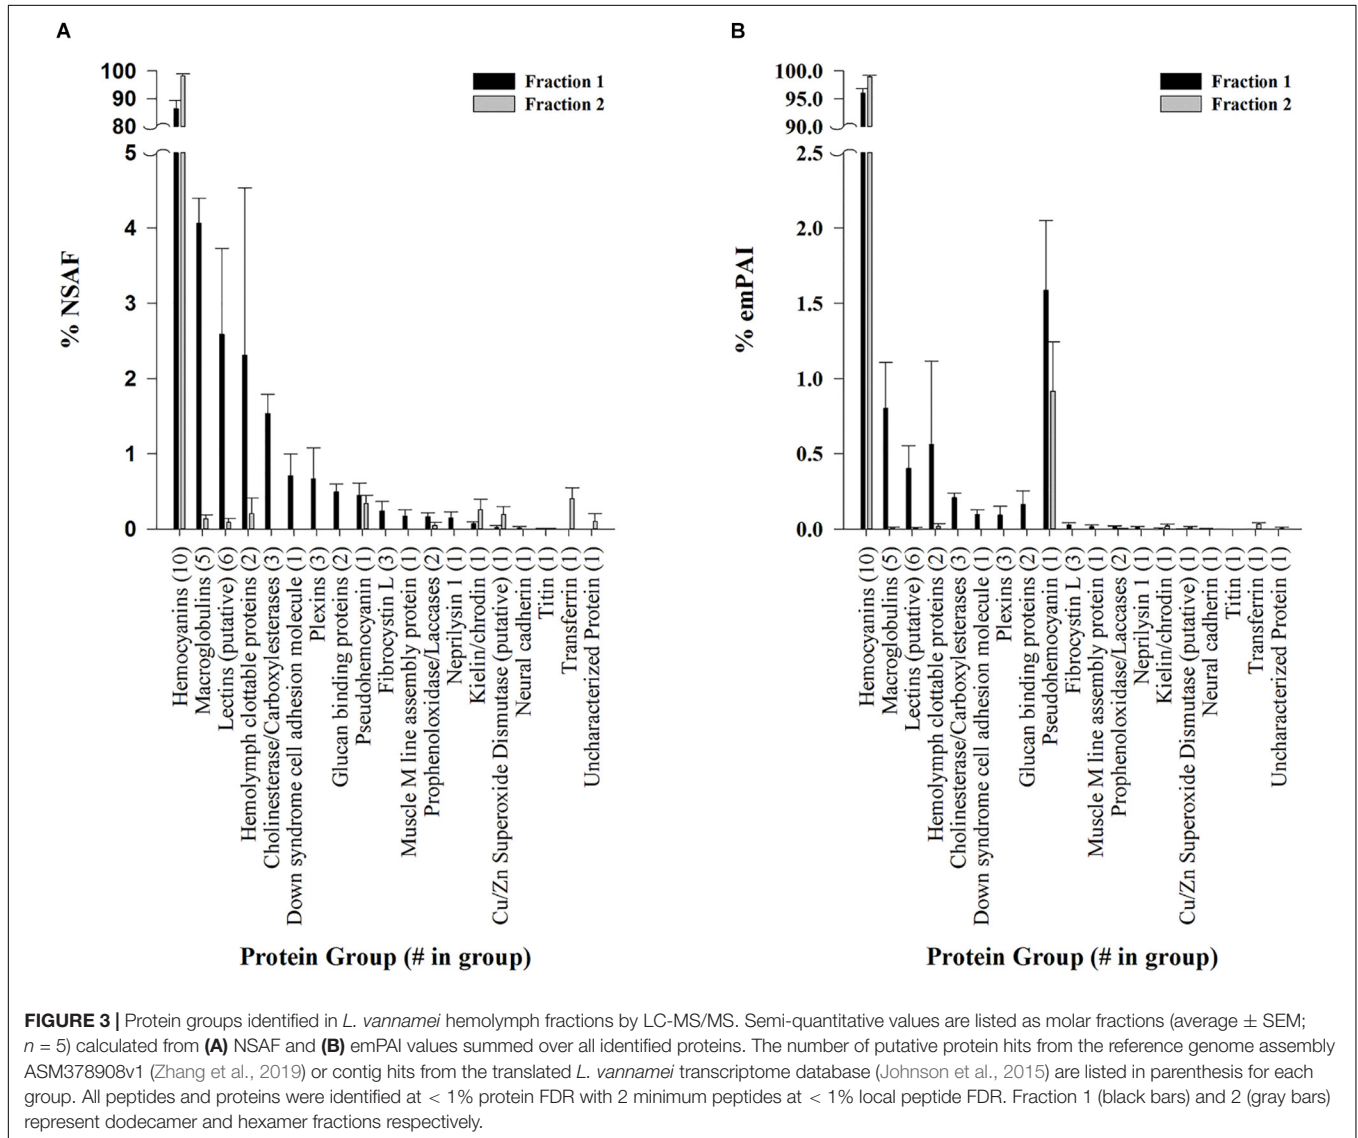 A
100
90
80
5
4
3
2
1
0
% NSAF
Fraction 1
Fraction 2
Hemocyanins (10)
Macroglobulins (5)
Lectins (putative) (6)
Hemolymph clottable proteins (2)
Cholinesterase/Carboxylesterases (3)
Down syndrome cell adhesion molecule (1)
Plexins (3)
Glucan binding proteins (2)
Pseudohemocyanin (1)
Fibrocystin L (3)
Muscle M line assembly protein (1)
Prophenoloxidase/Laccases (2)
Neprilysin 1 (1)
Kielin/chrodin (1)
Cu/Zn Superoxide Dismutase (putative) (1)
Neural cadherin (1)
Titin (1)
Transferrin (1)
Uncharacterized Protein (1)
Protein Group (# in group)
B
100.0
95.0
90.0
2.5
2.0
1.5
1.0
0.5
0.0
% emPAI
Fraction 1
Fraction 2
Hemocyanins (10)
Macroglobulins (5)
Lectins (putative) (6)
Hemolymph clottable proteins (2)
Cholinesterase/Carboxylesterases (3)
Down syndrome cell adhesion molecule (1)
Plexins (3)
Glucan binding proteins (2)
Pseudohemocyanin (1)
Fibrocystin L (3)
Muscle M line assembly protein (1)
Prophenoloxidase/Laccases (2)
Neprilysin 1 (1)
Kielin/chrodin (1)
Cu/Zn Superoxide Dismutase (putative) (1)
Neural cadherin (1)
Titin (1)
Transferrin (1)
Uncharacterized Protein (1)
Protein Group (# in group)
FIGURE 3 | Protein groups identified in L. vannamei hemolymph fractions by LC-MS/MS. Semi-quantitative values are listed as molar fractions (average ± SEM;
n = 5) calculated from (A) NSAF and (B) emPAI values summed over all identified proteins. The number of putative protein hits from the reference genome assembly
ASM378908v1 (Zhang et al., 2019) or contig hits from the translated L. vannamei transcriptome database (Johnson et al., 2015) are listed in parenthesis for each
group. All peptides and proteins were identified at < 1% protein FDR with 2 minimum peptides at < 1% local peptide FDR. Fraction 1 (black bars) and 2 (gray bars)
represent dodecamer and hexamer fractions respectively.